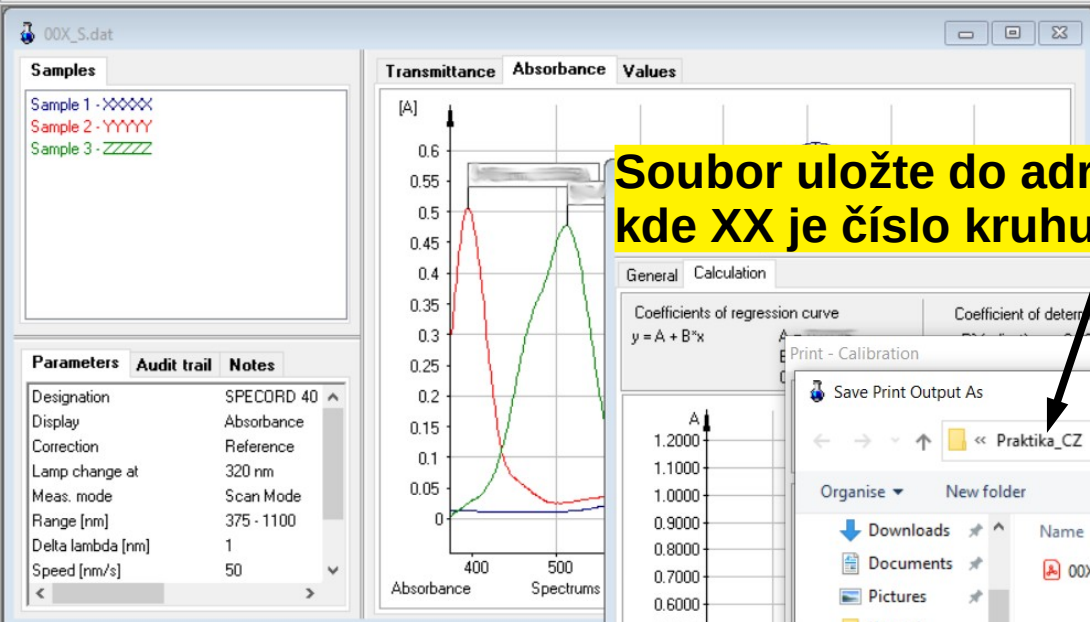 00X_S.dat
Samples
Sample 1 - XXXXX
Sample 2 - YYYYY
Sample 3 - ZZZZZ
Transmittance Absorbance Values
[A]
0.6
0.55
0.5
0.45
0.4
0.35
0.3
0.25
0.2
0.15
0.1
0.05
0
400 500
Absorbance Spectrums
Soubor uložte do
kde XX je číslo kruhu
Parameters Audit trail Notes
Designation SPECORD 40
Display Absorbance
Correction Reference
Lamp change at 320 nm
Meas. mode Scan Mode
Range [nm] 375 - 1100
Delta lambda [nm] 1
Speed [nm/s] 50
General Calculation
Coefficients of regression curve
y = A + B*x
Coefficient of
Print - Calibration
Save Print Output As
« Praktika_CZ
Organise New folder
Downloads
Documents
Pictures
Name
00X
A
1.2000
1.1000
1.0000
0.9000
0.8000
0.7000
0.6000